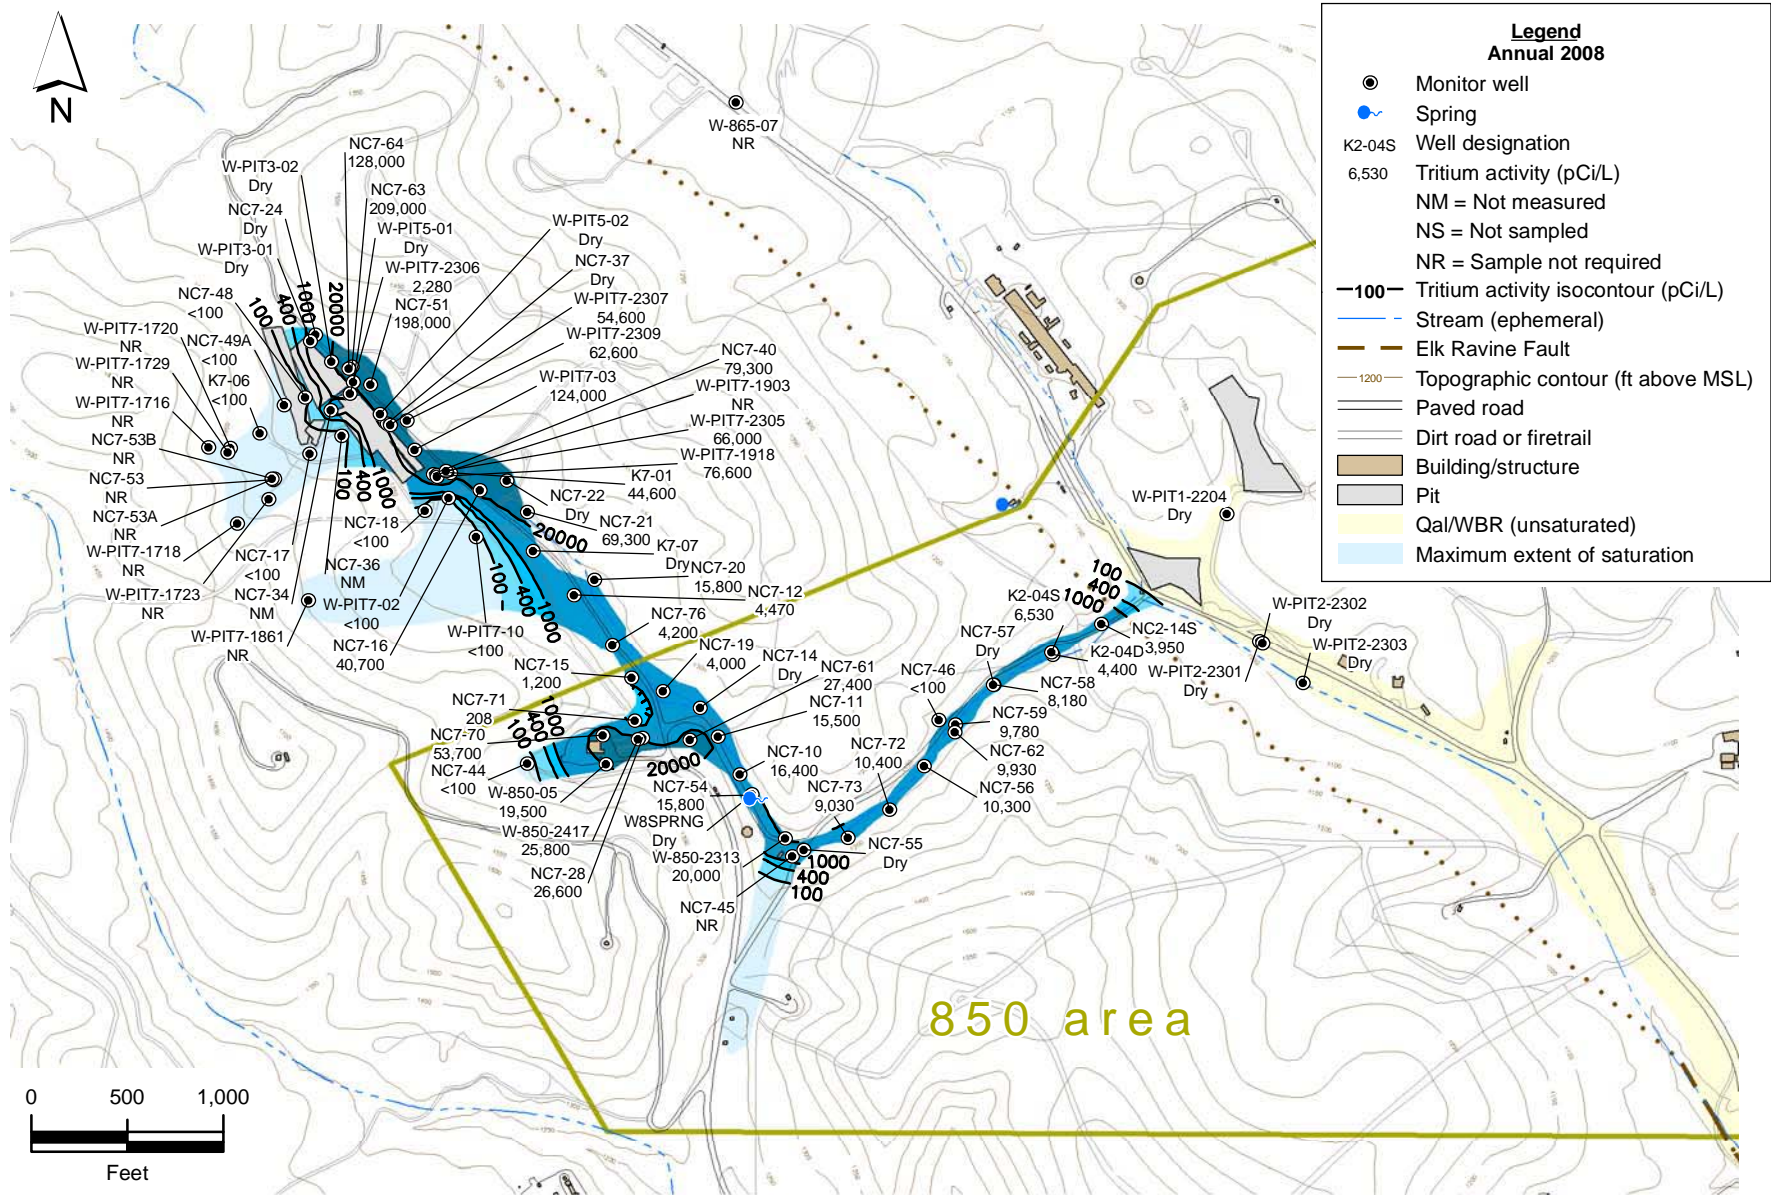 N
Legend
Annual 2008
Monitor well
Spring
K2-04S Well designation
6,530 Tritium activity (pCi/L)
NM = Not measured
NS = Not sampled
NR = Sample not required
100 Tritium activity isocontour (pCi/L)
Stream (ephemeral)
Elk Ravine Fault
1200 Topographic contour (ft above MSL)
Paved road
Dirt road or firetrail
Building/structure
Pit
Qal/WBR (unsaturated)
Maximum extent of saturation
W-865-07
NR
NC7-64
128,000
W-PIT3-02
Dry
NC7-63
209,000
NC7-24
Dry
W-PIT5-01
Dry
W-PIT5-02
Dry
W-PIT3-01
Dry
W-PIT7-2306
2,280
NC7-37
Dry
NC7-48
<100
NC7-51
198,000
W-PIT7-2307
54,600
W-PIT7-1720
NR
NC7-49A
<100
W-PIT7-2309
62,600
W-PIT7-1729
NR
K7-06
<100
NC7-40
79,300
W-PIT7-03
124,000
W-PIT7-1903
NR
W-PIT7-1716
NR
W-PIT7-2305
66,000
NC7-53B
NR
W-PIT7-1918
76,600
NC7-53
NR
K7-01
44,600
NC7-22
Dry
NC7-53A
NR
NC7-18
<100
NC7-21
69,300
W-PIT7-1718
NR
NC7-17
<100
NC7-36
NM
K7-07
Dry
NC7-20
15,800
W-PIT7-1723
NR
NC7-34
NM
W-PIT7-02
<100
NC7-12
4,470
W-PIT7-1861
NR
NC7-16
40,700
W-PIT7-10
<100
NC7-76
4,200
NC7-19
4,000
NC7-14
Dry
NC7-15
1,200
NC7-61
27,400
NC7-71
208
NC7-11
15,500
NC7-70
53,700
NC7-44
<100
NC7-10
16,400
W-850-05
19,500
NC7-54
15,800
W8SPRNG
Dry
W-850-2417
25,800
NC7-28
26,600
W-850-2313
20,000
NC7-45
NR
NC7-55
Dry
NC7-73
9,030
NC7-72
10,400
NC7-56
10,300
NC7-62
9,930
NC7-59
9,780
NC7-46
<100
NC7-57
Dry
NC7-58
8,180
K2-04S
6,530
K2-04D
4,400
NC2-14S
3,950
W-PIT1-2204
Dry
W-PIT2-2302
Dry
W-PIT2-2303
Dry
W-PIT2-2301
Dry
100
400
1000
20000
100
400
1000
20000
100
400
1000
100
400
1000
20000
1000
400
100
100
400
1000
850 area
0 500 1,000
Feet